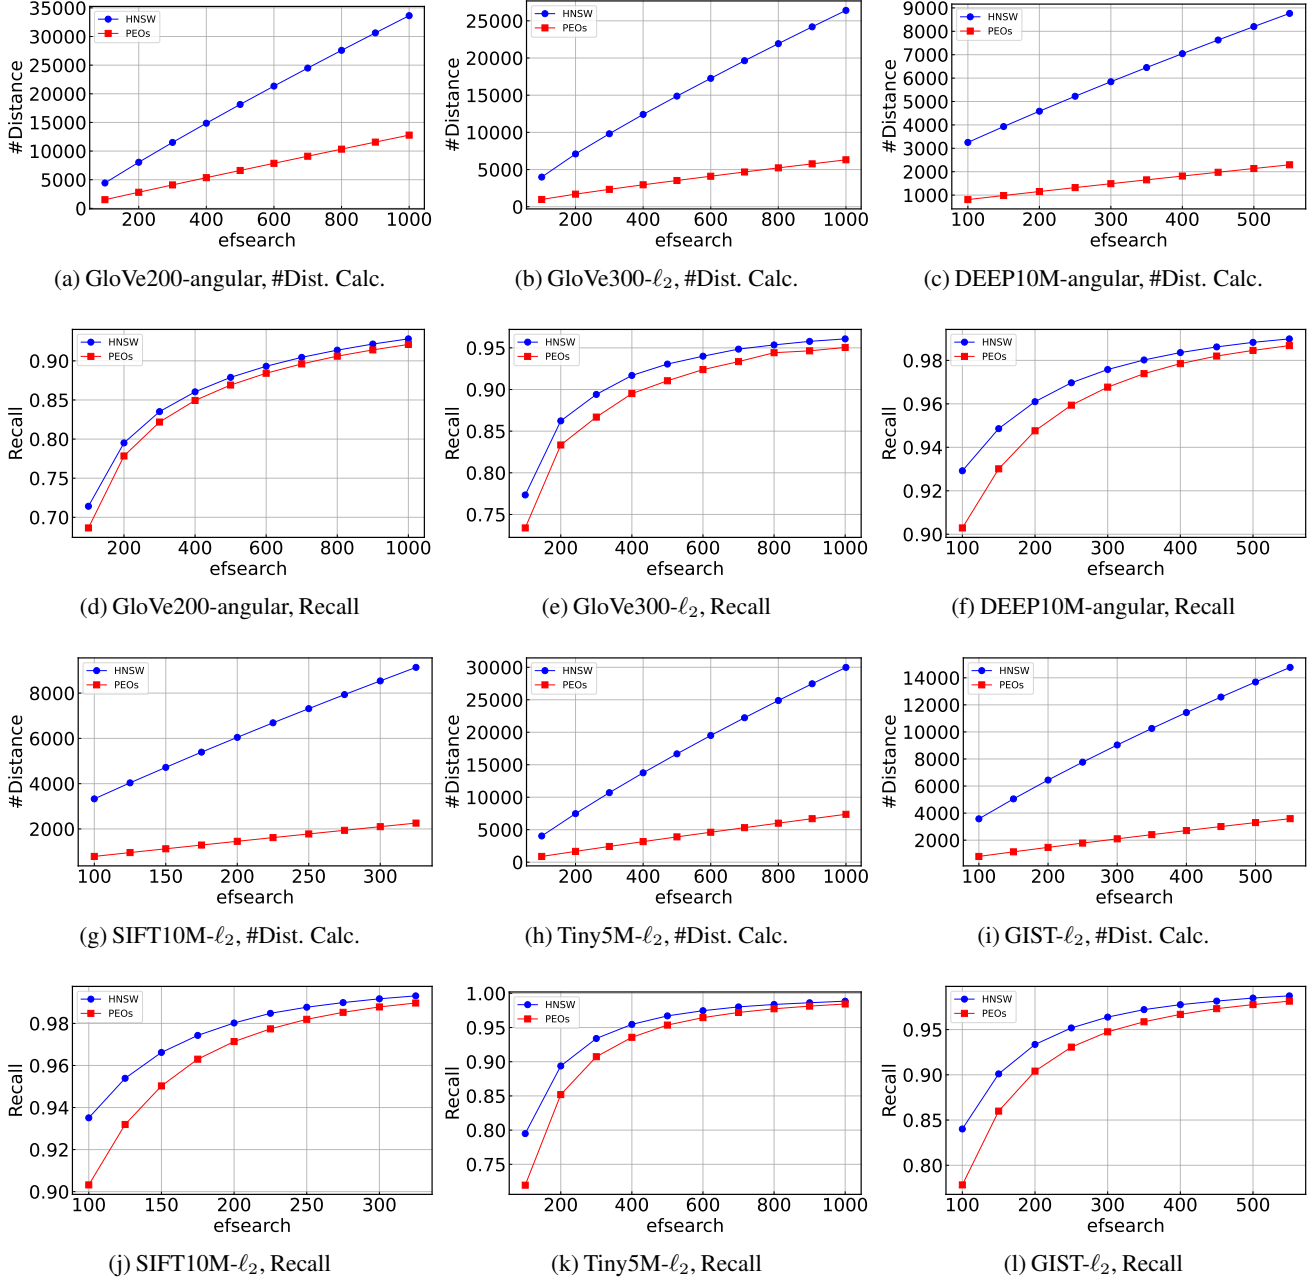 35000
30000
25000
20000
15000
10000
5000
0
#Distance
HNSW
PEOs
200 400 600 800 1000
efsearch
(a) GloVe200-angular, #Dist. Calc.
25000
20000
15000
10000
5000
0
#Distance
HNSW
PEOs
200 400 600 800 1000
efsearch
(b) GloVe300-ℓ₂, #Dist. Calc.
9000
8000
7000
6000
5000
4000
3000
2000
1000
#Distance
HNSW
PEOs
100 200 300 400 500
efsearch
(c) DEEP10M-angular, #Dist. Calc.
0.90
0.85
0.80
0.75
0.70
Recall
HNSW
PEOs
200 400 600 800 1000
efsearch
(d) GloVe200-angular, Recall
0.95
0.90
0.85
0.80
0.75
Recall
HNSW
PEOs
200 400 600 800 1000
efsearch
(e) GloVe300-ℓ₂, Recall
0.98
0.96
0.94
0.92
0.90
Recall
HNSW
PEOs
100 200 300 400 500
efsearch
(f) DEEP10M-angular, Recall
8000
6000
4000
2000
#Distance
HNSW
PEOs
100 150 200 250 300
efsearch
(g) SIFT10M-ℓ₂, #Dist. Calc.
30000
25000
20000
15000
10000
5000
0
#Distance
HNSW
PEOs
200 400 600 800 1000
efsearch
(h) Tiny5M-ℓ₂, #Dist. Calc.
14000
12000
10000
8000
6000
4000
2000
#Distance
HNSW
PEOs
100 200 300 400 500
efsearch
(i) GIST-ℓ₂, #Dist. Calc.
0.98
0.96
0.94
0.92
0.90
Recall
HNSW
PEOs
100 150 200 250 300
efsearch
(j) SIFT10M-ℓ₂, Recall
1.00
0.95
0.90
0.85
0.80
0.75
Recall
HNSW
PEOs
200 400 600 800 1000
efsearch
(k) Tiny5M-ℓ₂, Recall
0.95
0.90
0.85
0.80
Recall
HNSW
PEOs
100 200 300 400 500
efsearch
(l) GIST-ℓ₂, Recall